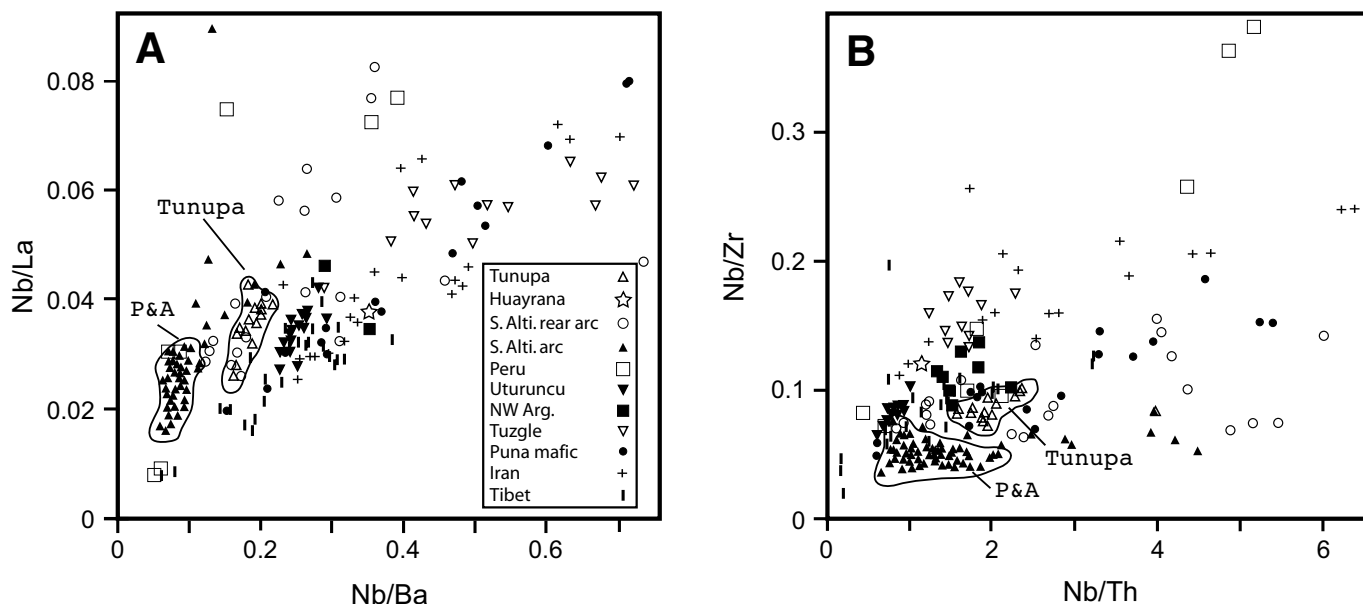 A
Nb/La
0.08
0.06
0.04
0.02
0
Tunupa
P&A
Tunupa
Huayrana
S. Alti. rear arc
S. Alti. arc
Peru
Uturuncu
NW Arg.
Tuzgle
Puna mafic
Iran
Tibet
0 0.2 0.4 0.6
Nb/Ba
B
Nb/Zr
0.3
0.2
0.1
0
Tunupa
P&A
0 2 4 6
Nb/Th